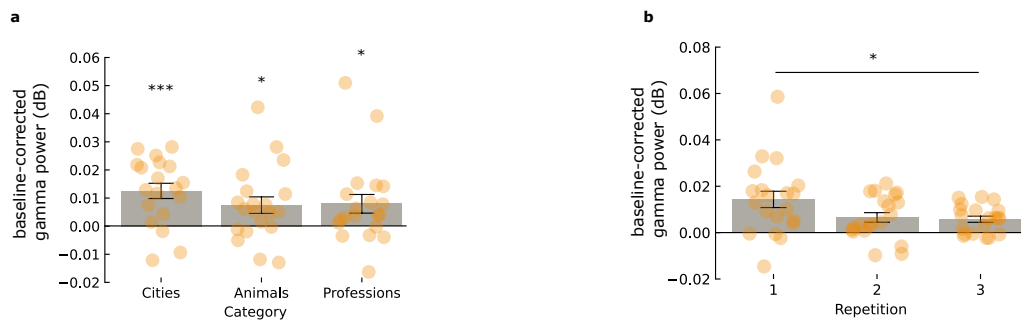 a
baseline-corrected
gamma power (dB)
0.06
0.05
0.04
0.03
0.02
0.01
0.00
−0.01
−0.02
***
*
*
Cities
Animals
Professions
Category
b
baseline-corrected
gamma power (dB)
0.08
0.06
0.04
0.02
0.00
−0.02
*
1
2
3
Repetition